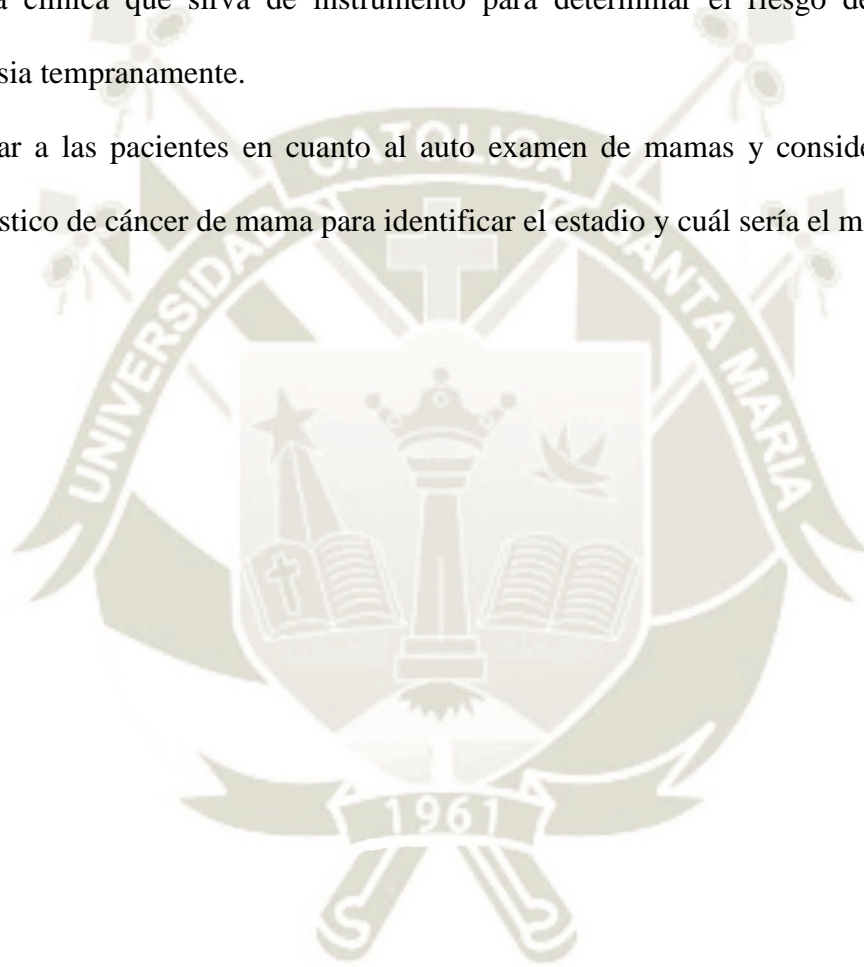 a clínica que sirva de instrumento para determinar el riesgo de
sia tempranamente.
ar a las pacientes en cuanto al auto examen de mamas y conside
stico de cáncer de mama para identificar el estadio y cuál sería el m
UNIVERSIDAD CATOLICA SANTA MARIA
1961